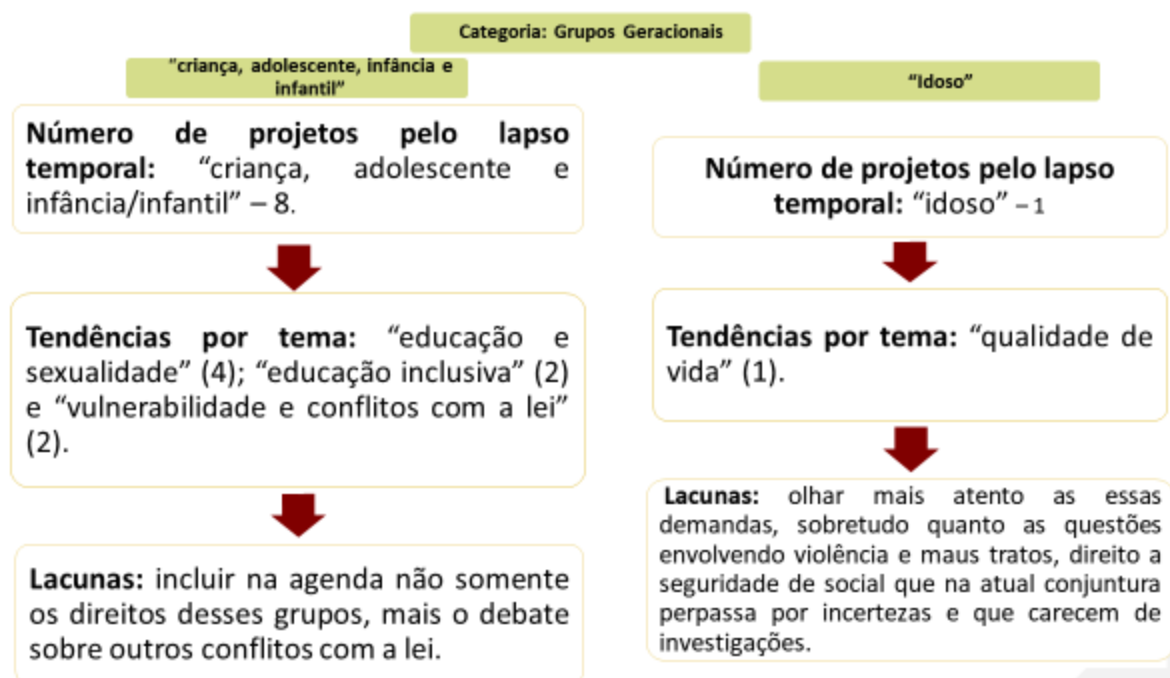 Categoria: Grupos Geracionais
"criança, adolescente, infância e
infantil"
Número de projetos pelo lapso
temporal: “criança, adolescente e
infância/infantil” – 8.
Tendências por tema: “educação e
sexualidade” (4); “educação inclusiva” (2)
e “vulnerabilidade e conflitos com a lei”
(2).
Lacunas: incluir na agenda não somente
os direitos desses grupos, mais o debate
sobre outros conflitos com a lei.
“Idoso”
Número de projetos pelo lapso
temporal: “idoso” – 1
Tendências por tema: “qualidade de
vida” (1).
Lacunas: olhar mais atento as essas
demandas, sobretudo quanto as questões
envolvendo violência e maus tratos, direito a
seguridade de social que na atual conjuntura
perpassa por incertezas e que carecem de
investigações.